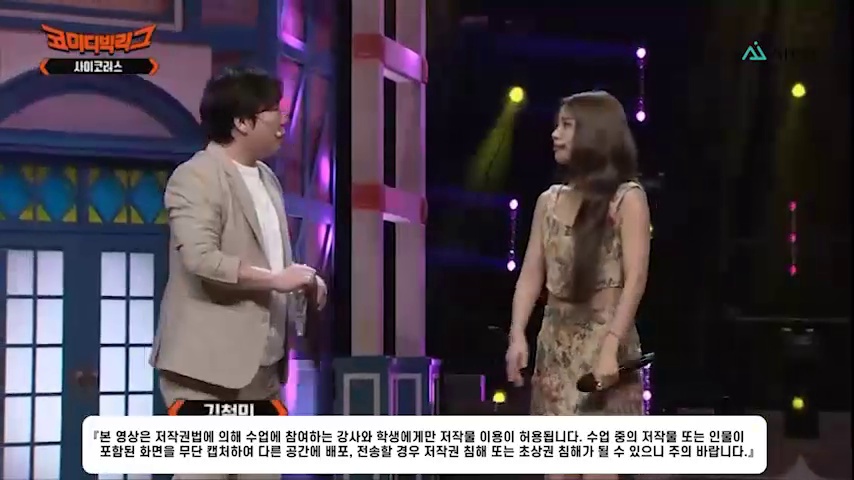 코미디빅리그
사이코러스
『본 영상은 저작권법에 의해 수업에 참여하는 강사와 학생에게만 저작물 이용이 허용됩니다. 수업 중의 저작물 또는 인물이
포함된 화면을 무단 캡처하여 다른 공간에 배포, 전송할 경우 저작권 침해 또는 초상권 침해가 될 수 있으니 주의 바랍니다.』